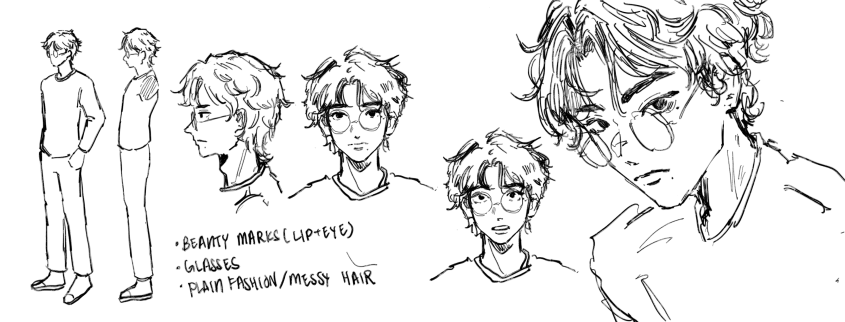 • BEAUTY MARKS (LIP+EYE)
• GLASSES
• PLAIN FASHION/MESSY HAIR